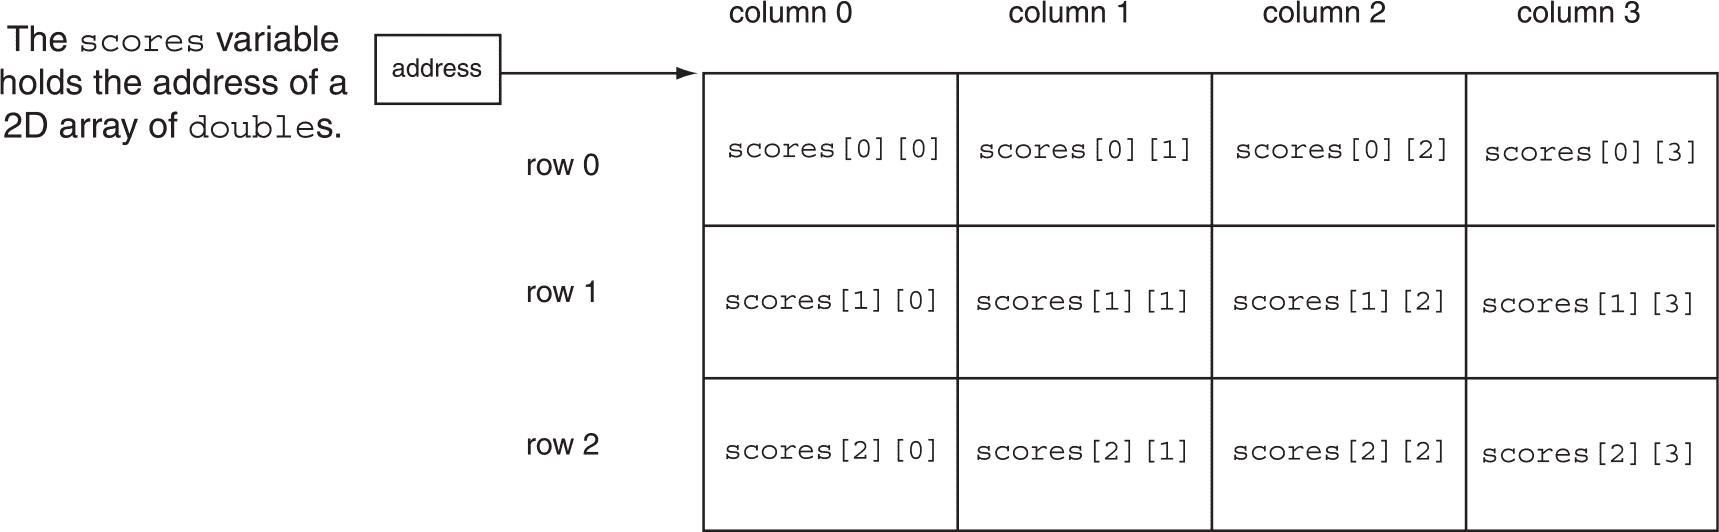 column 0 column 1 column 2 column 3
The scores variable
holds the address of a
2D array of doubles.
address
row 0 scores[0][0] scores[0][1] scores[0][2] scores[0][3]
row 1 scores[1][0] scores[1][1] scores[1][2] scores[1][3]
row 2 scores[2][0] scores[2][1] scores[2][2] scores[2][3]